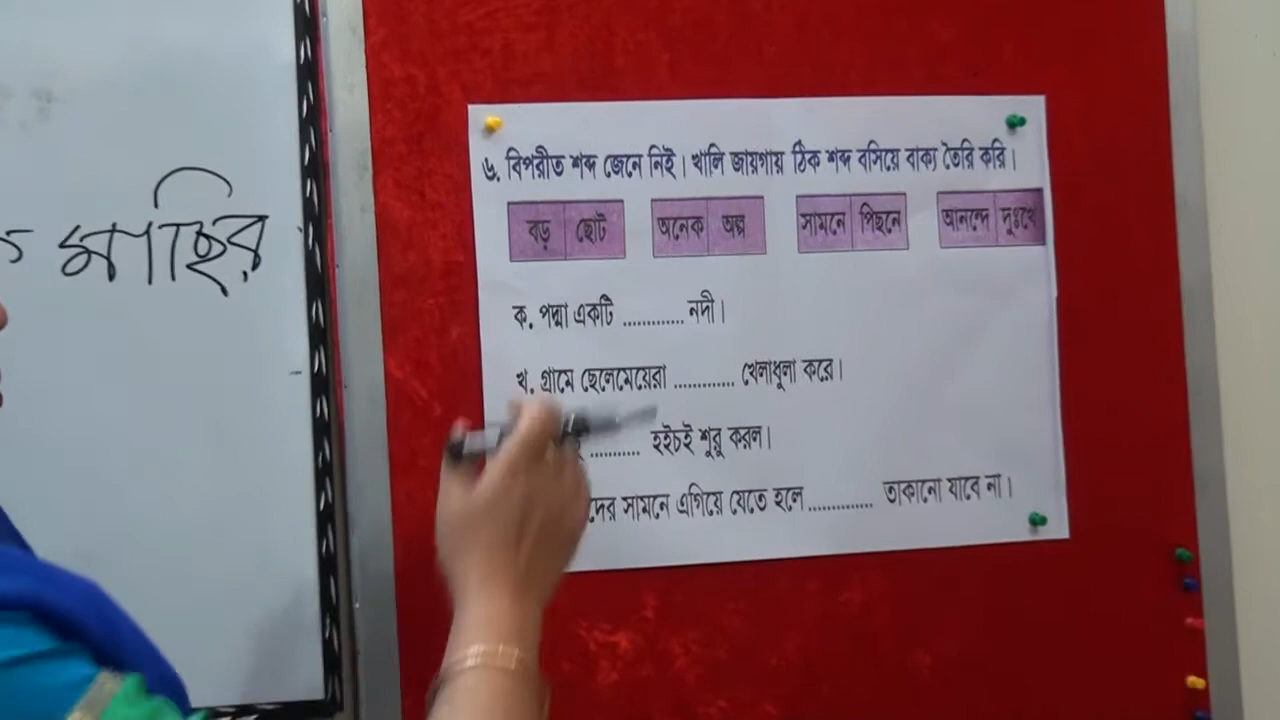 মাছির
৬. বিপরীত শব্দ জেনে নিই। খালি জায়গায় ঠিক শব্দ বসিয়ে বাক্য তৈরি করি।
বড় ছোট অনেক অল্প সামনে পিছনে আনন্দে দুঃখে
ক. পদ্মা একটি ............. নদী।
খ. গ্রামে ছেলেমেয়েরা ............. খেলাধুলা করে।
........... হইচই শুরু করল।
দের সামনে এগিয়ে যেতে হলে .............. তাকানো যাবে না।